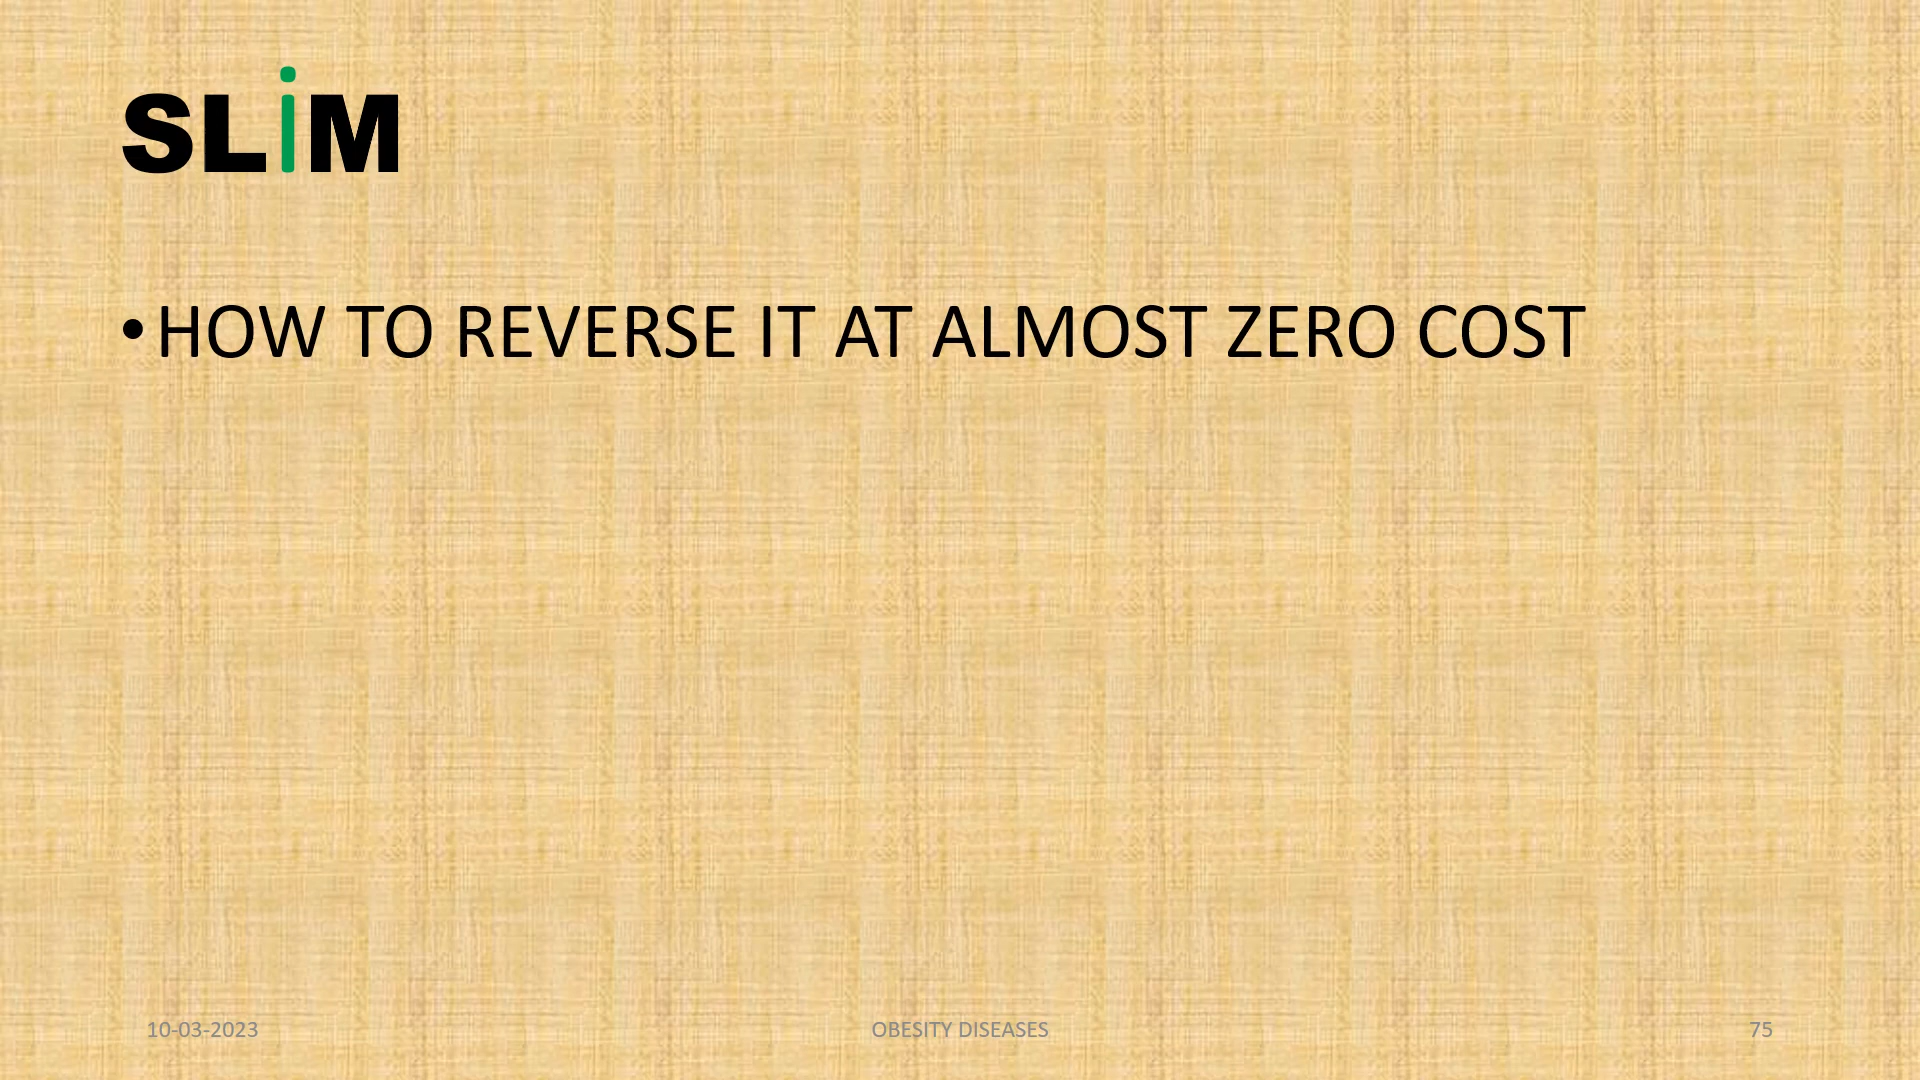 SLiM
• HOW TO REVERSE IT AT ALMOST ZERO COST
10-03-2023
OBESITY DISEASES
75